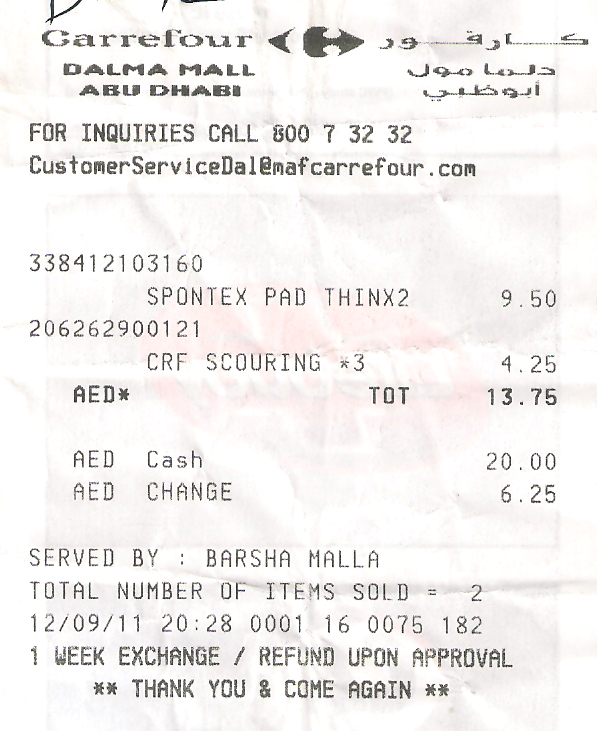 Carrefour كارفور
DALMA MALL دلما مول
ABU DHABI أبوظبي
FOR INQUIRIES CALL 800 7 32 32
CustomerServiceDal@mafcarrefour.com
338412103160
SPONTEX PAD THINX2 9.50
206262900121
CRF SCOURING *3 4.25
AED* TOT 13.75
AED Cash 20.00
AED CHANGE 6.25
SERVED BY : BARSHA MALLA
TOTAL NUMBER OF ITEMS SOLD = 2
12/09/11 20:28 0001 16 0075 182
1 WEEK EXCHANGE / REFUND UPON APPROVAL
** THANK YOU & COME AGAIN **